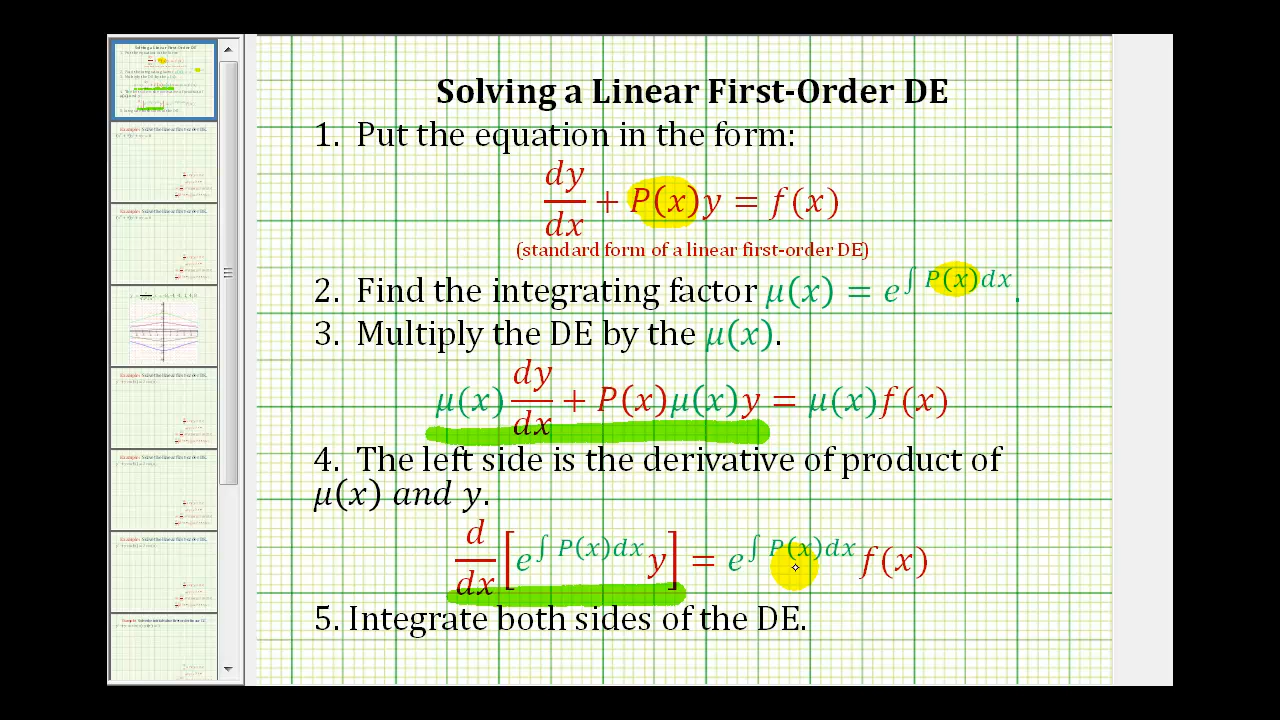 Solving a Linear First-Order DE
1. Put the equation in the form:
dy/dx + P(x)y = f(x)
(standard form of a linear first-order DE)
2. Find the integrating factor μ(x) = e^∫ P(x)dx.
3. Multiply the DE by the μ(x).
μ(x) dy/dx + P(x)μ(x)y = μ(x)f(x)
4. The left side is the derivative of product of
μ(x) and y.
d/dx [e^∫ P(x)dx y] = e^∫ P(x)dx f(x)
5. Integrate both sides of the DE.